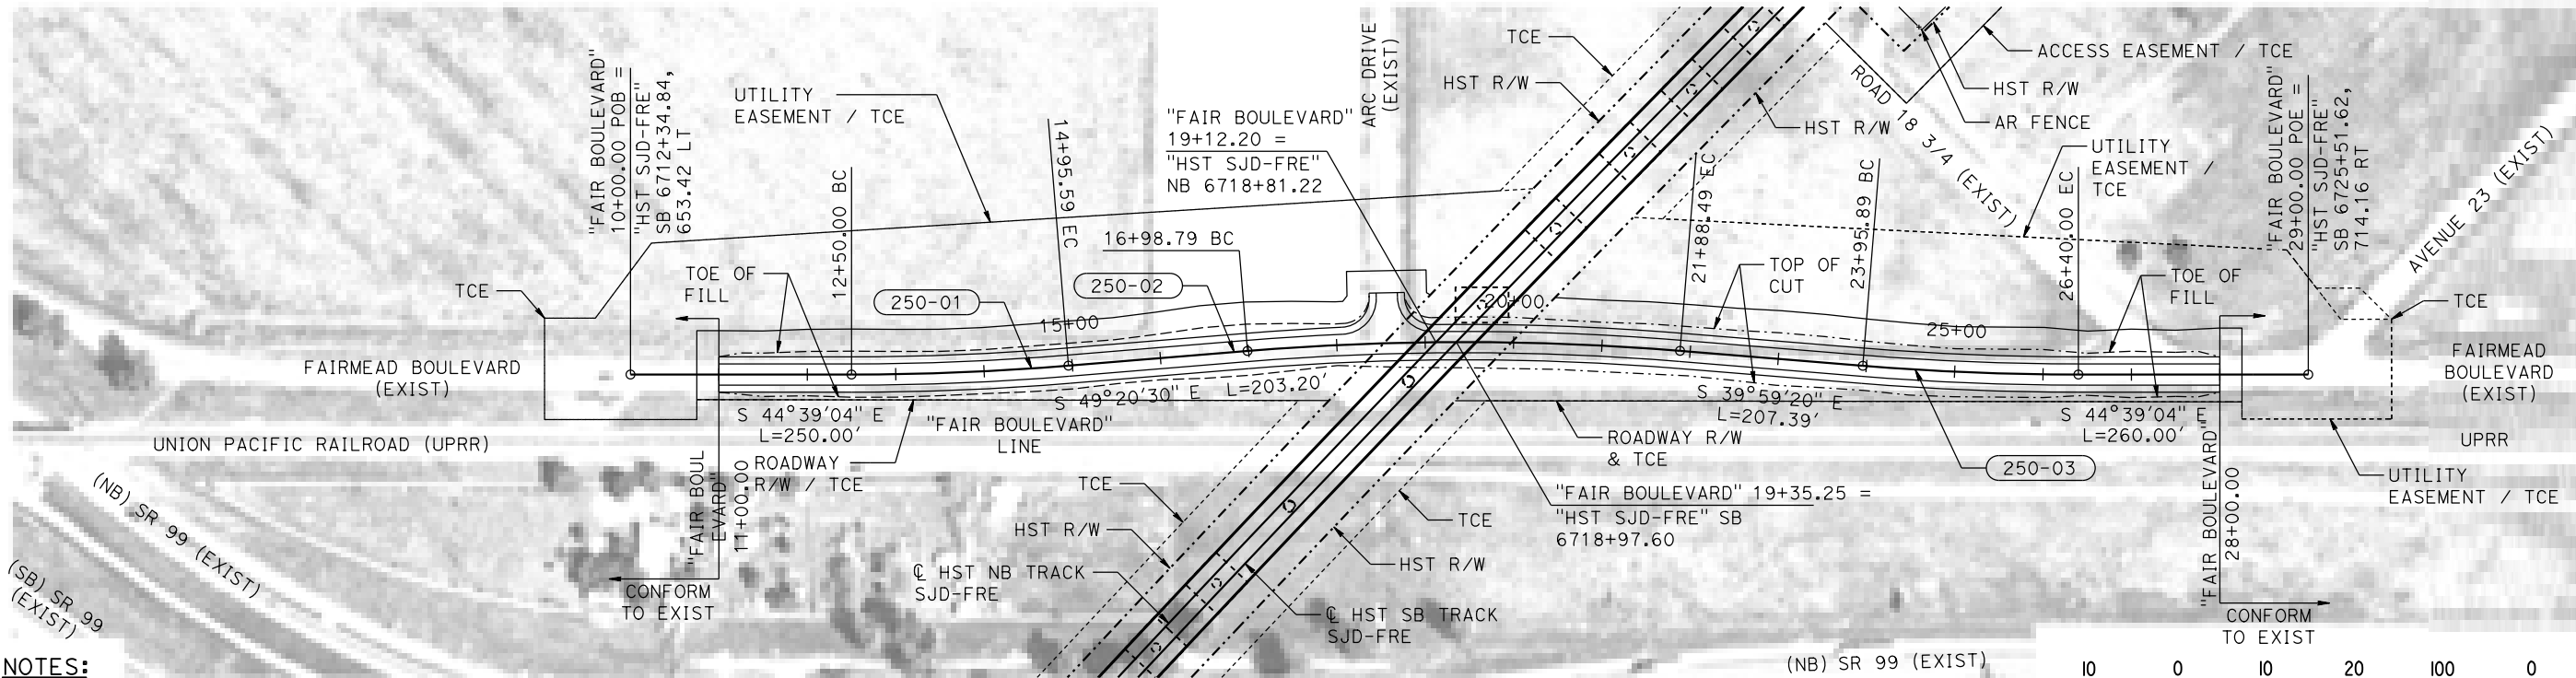 "FAIR BOULEVARD"
10+00.00 POB =
"HST SJD-FRE"
SB 6712+34.84,
653.42 LT
UTILITY
EASEMENT / TCE
14+95.59 EC
12+50.00 BC
TOE OF
FILL
TCE
250-01
250-02
16+98.79 BC
15+00
"FAIR BOULEVARD"
19+12.20 =
"HST SJD-FRE"
NB 6718+81.22
ARC DRIVE
(EXIST)
TCE
HST R/W
HST R/W
ROAD 18 3/4 (EXIST)
ACCESS EASEMENT / TCE
HST R/W
AR FENCE
UTILITY
EASEMENT /
TCE
"FAIR BOULEVARD"
29+00.00 POE =
"HST SJD-FRE"
SB 6725+51.62,
714.16 RT
AVENUE 23 (EXIST)
21+88.49 EC
23+95.89 BC
26+40.00 EC
20+00
TOP OF
CUT
25+00
TOE OF
FILL
TCE
FAIRMEAD BOULEVARD
(EXIST)
FAIRMEAD
BOULEVARD
(EXIST)
S 44°39'04" E
L=250.00'
S 49°20'30" E
L=203.20'
"FAIR BOULEVARD"
LINE
S 39°59'20" E
L=207.39'
S 44°39'04" E
L=260.00'
UNION PACIFIC RAILROAD (UPRR)
UPRR
ROADWAY
R/W / TCE
ROADWAY R/W
& TCE
250-03
UTILITY
EASEMENT / TCE
"FAIR BOUL
EVARD"
11+00.00
"FAIR BOULEVARD"
28+00.00
"FAIR BOULEVARD" 19+35.25 =
"HST SJD-FRE" SB
6718+97.60
TCE
HST R/W
TCE
HST R/W
℄ HST NB TRACK
SJD-FRE
℄ HST SB TRACK
SJD-FRE
(NB) SR 99 (EXIST)
(SB) SR 99
(EXIST)
CONFORM
TO EXIST
CONFORM
TO EXIST
(NB) SR 99 (EXIST)
NOTES:
10 0 10 20 100 0